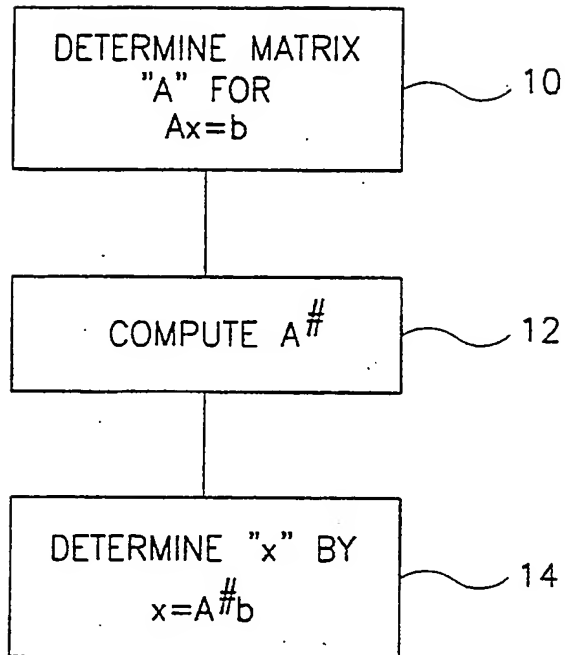 DETERMINE MATRIX
"A" FOR
Ax=b
10
COMPUTE A#
12
DETERMINE "x" BY
x=A#b
14